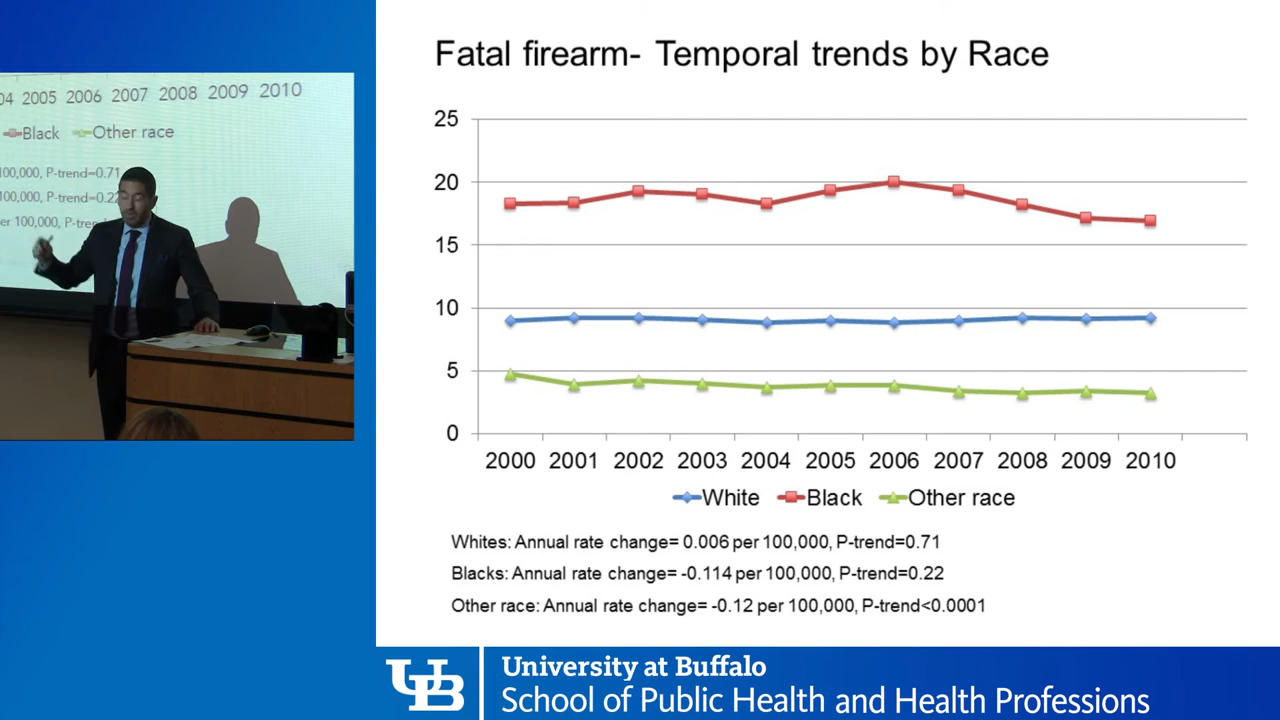 Fatal firearm- Temporal trends by Race
25
20
15
10
5
0
2000 2001 2002 2003 2004 2005 2006 2007 2008 2009 2010
White Black Other race
Whites: Annual rate change= 0.006 per 100,000, P-trend=0.71
Blacks: Annual rate change= -0.114 per 100,000, P-trend=0.22
Other race: Annual rate change= -0.12 per 100,000, P-trend<0.0001
04 2005 2006 2007 2008 2009 2010
Black Other race
100,000, P-trend=0.71
100,000, P-trend=0.22
er 100,000, P-tren
UB
University at Buffalo
School of Public Health and Health Professions